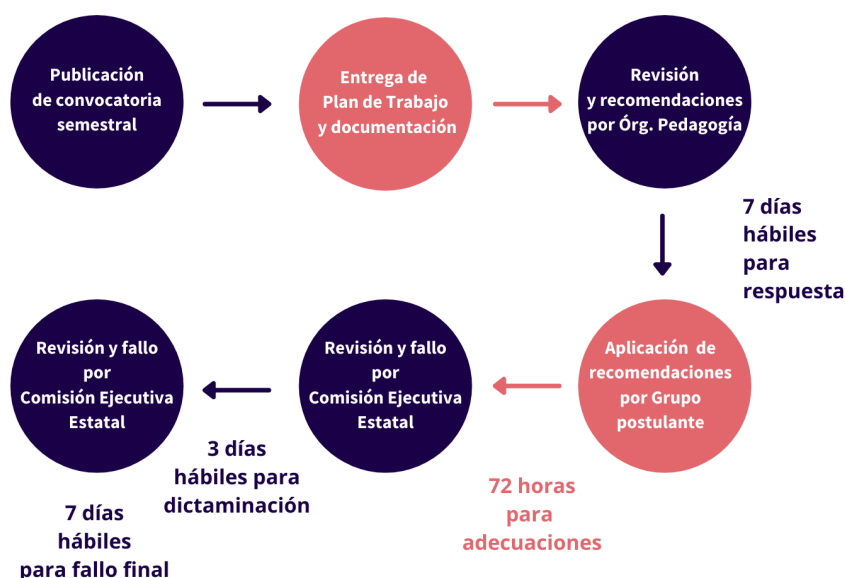 Publicación
de convocatoria
semestral
Entrega de
Plan de Trabajo
y documentación
Revisión
y recomendaciones
por Órg. Pedagogía
7 días
hábiles
para
respuesta
Aplicación de
recomendaciones
por Grupo
postulante
72 horas
para
adecuaciones
Revisión y fallo
por
Comisión Ejecutiva
Estatal
3 días
hábiles para
dictaminación
Revisión y fallo
por
Comisión Ejecutiva
Estatal
7 días
hábiles
para fallo final